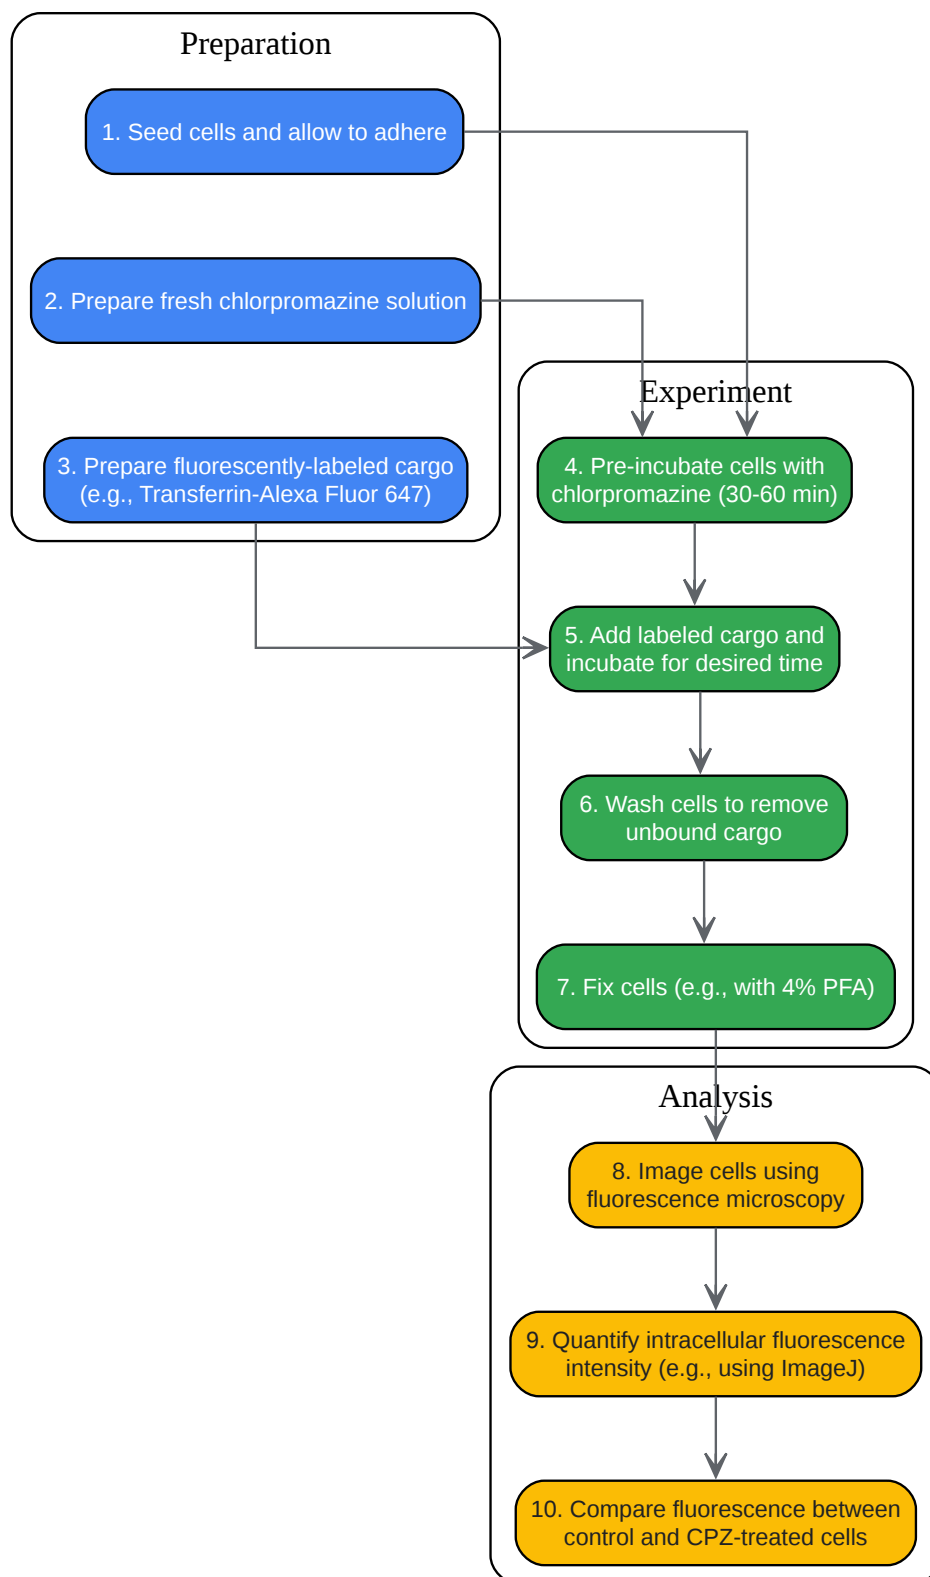 Preparation
1. Seed cells and allow to adhere
2. Prepare fresh chlorpromazine solution
3. Prepare fluorescently-labeled cargo
(e.g., Transferrin-Alexa Fluor 647)
Experiment
4. Pre-incubate cells with
chlorpromazine (30-60 min)
5. Add labeled cargo and
incubate for desired time
6. Wash cells to remove
unbound cargo
7. Fix cells (e.g., with 4% PFA)
Analysis
8. Image cells using
fluorescence microscopy
9. Quantify intracellular fluorescence
intensity (e.g., using ImageJ)
10. Compare fluorescence between
control and CPZ-treated cells